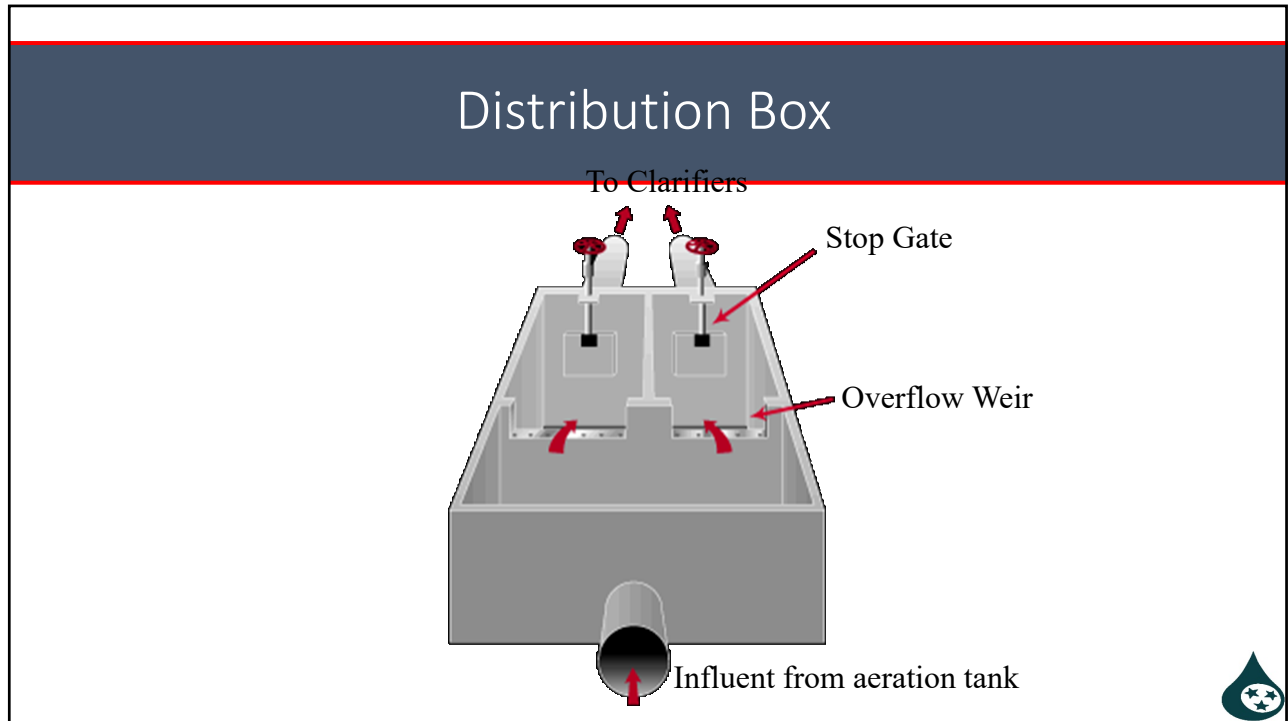 Distribution Box
To Clarifiers
Stop Gate
Overflow Weir
Influent from aeration tank